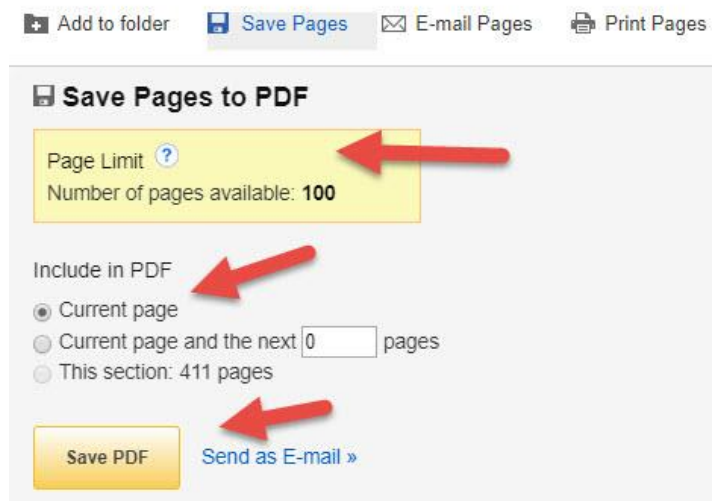 Add to folder Save Pages E-mail Pages Print Pages
Save Pages to PDF
Page Limit ?
Number of pages available: 100
Include in PDF
Current page
Current page and the next 0 pages
This section: 411 pages
Save PDF Send as E-mail »